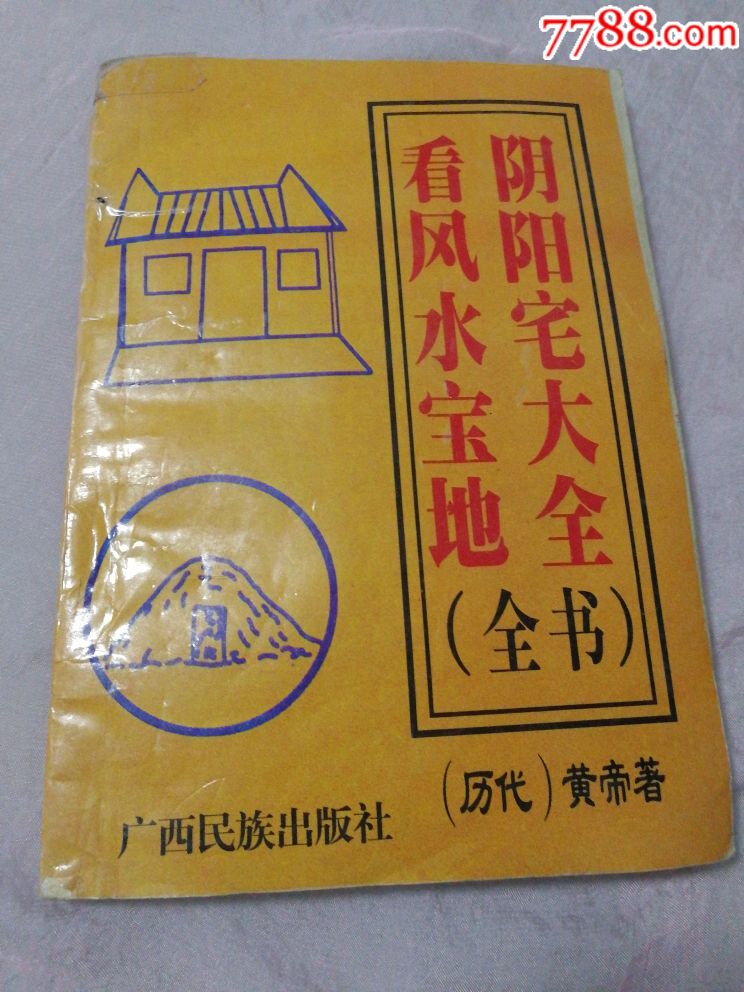 7788.com
阴阳宅大全
看风水宝地
（全书）
（历代）黄帝著
广西民族出版社